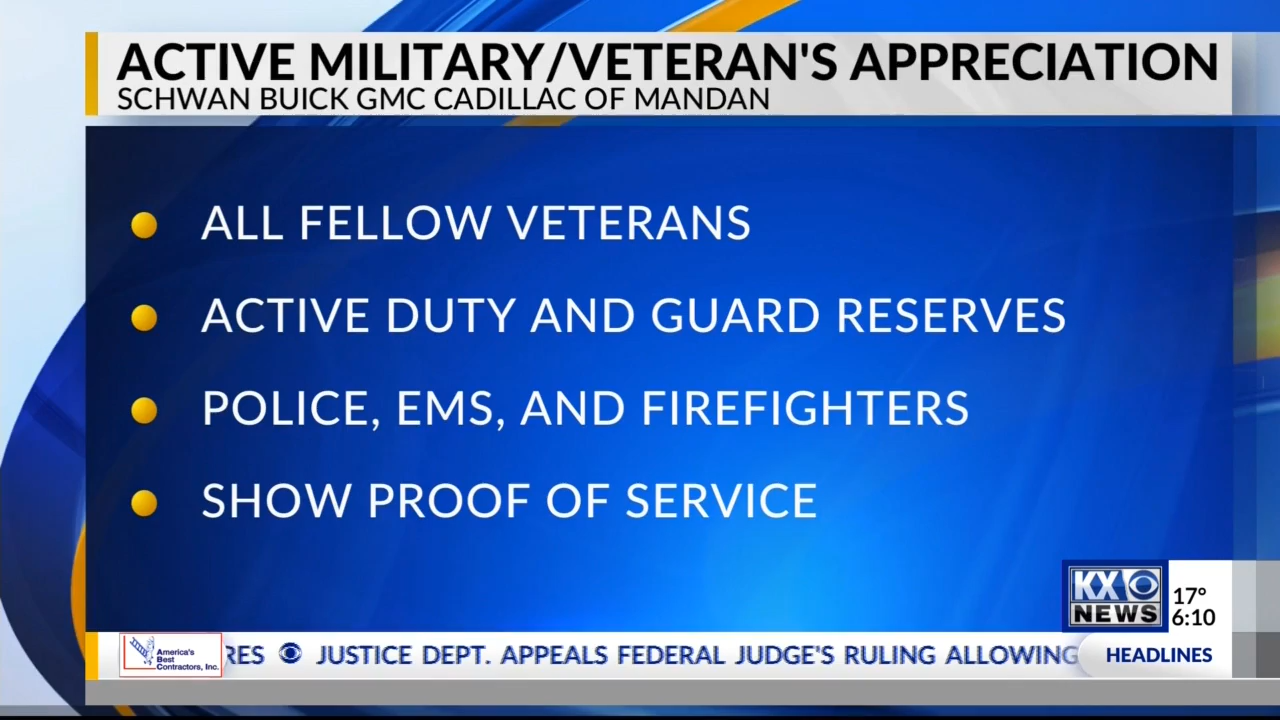 ACTIVE MILITARY/VETERAN'S APPRECIATION
SCHWAN BUICK GMC CADILLAC OF MANDAN
ALL FELLOW VETERANS
ACTIVE DUTY AND GUARD RESERVES
POLICE, EMS, AND FIREFIGHTERS
SHOW PROOF OF SERVICE
KX
NEWS
17°
6:10
America's
Best
Contractors, Inc.
RES JUSTICE DEPT. APPEALS FEDERAL JUDGE'S RULING ALLOWING
HEADLINES